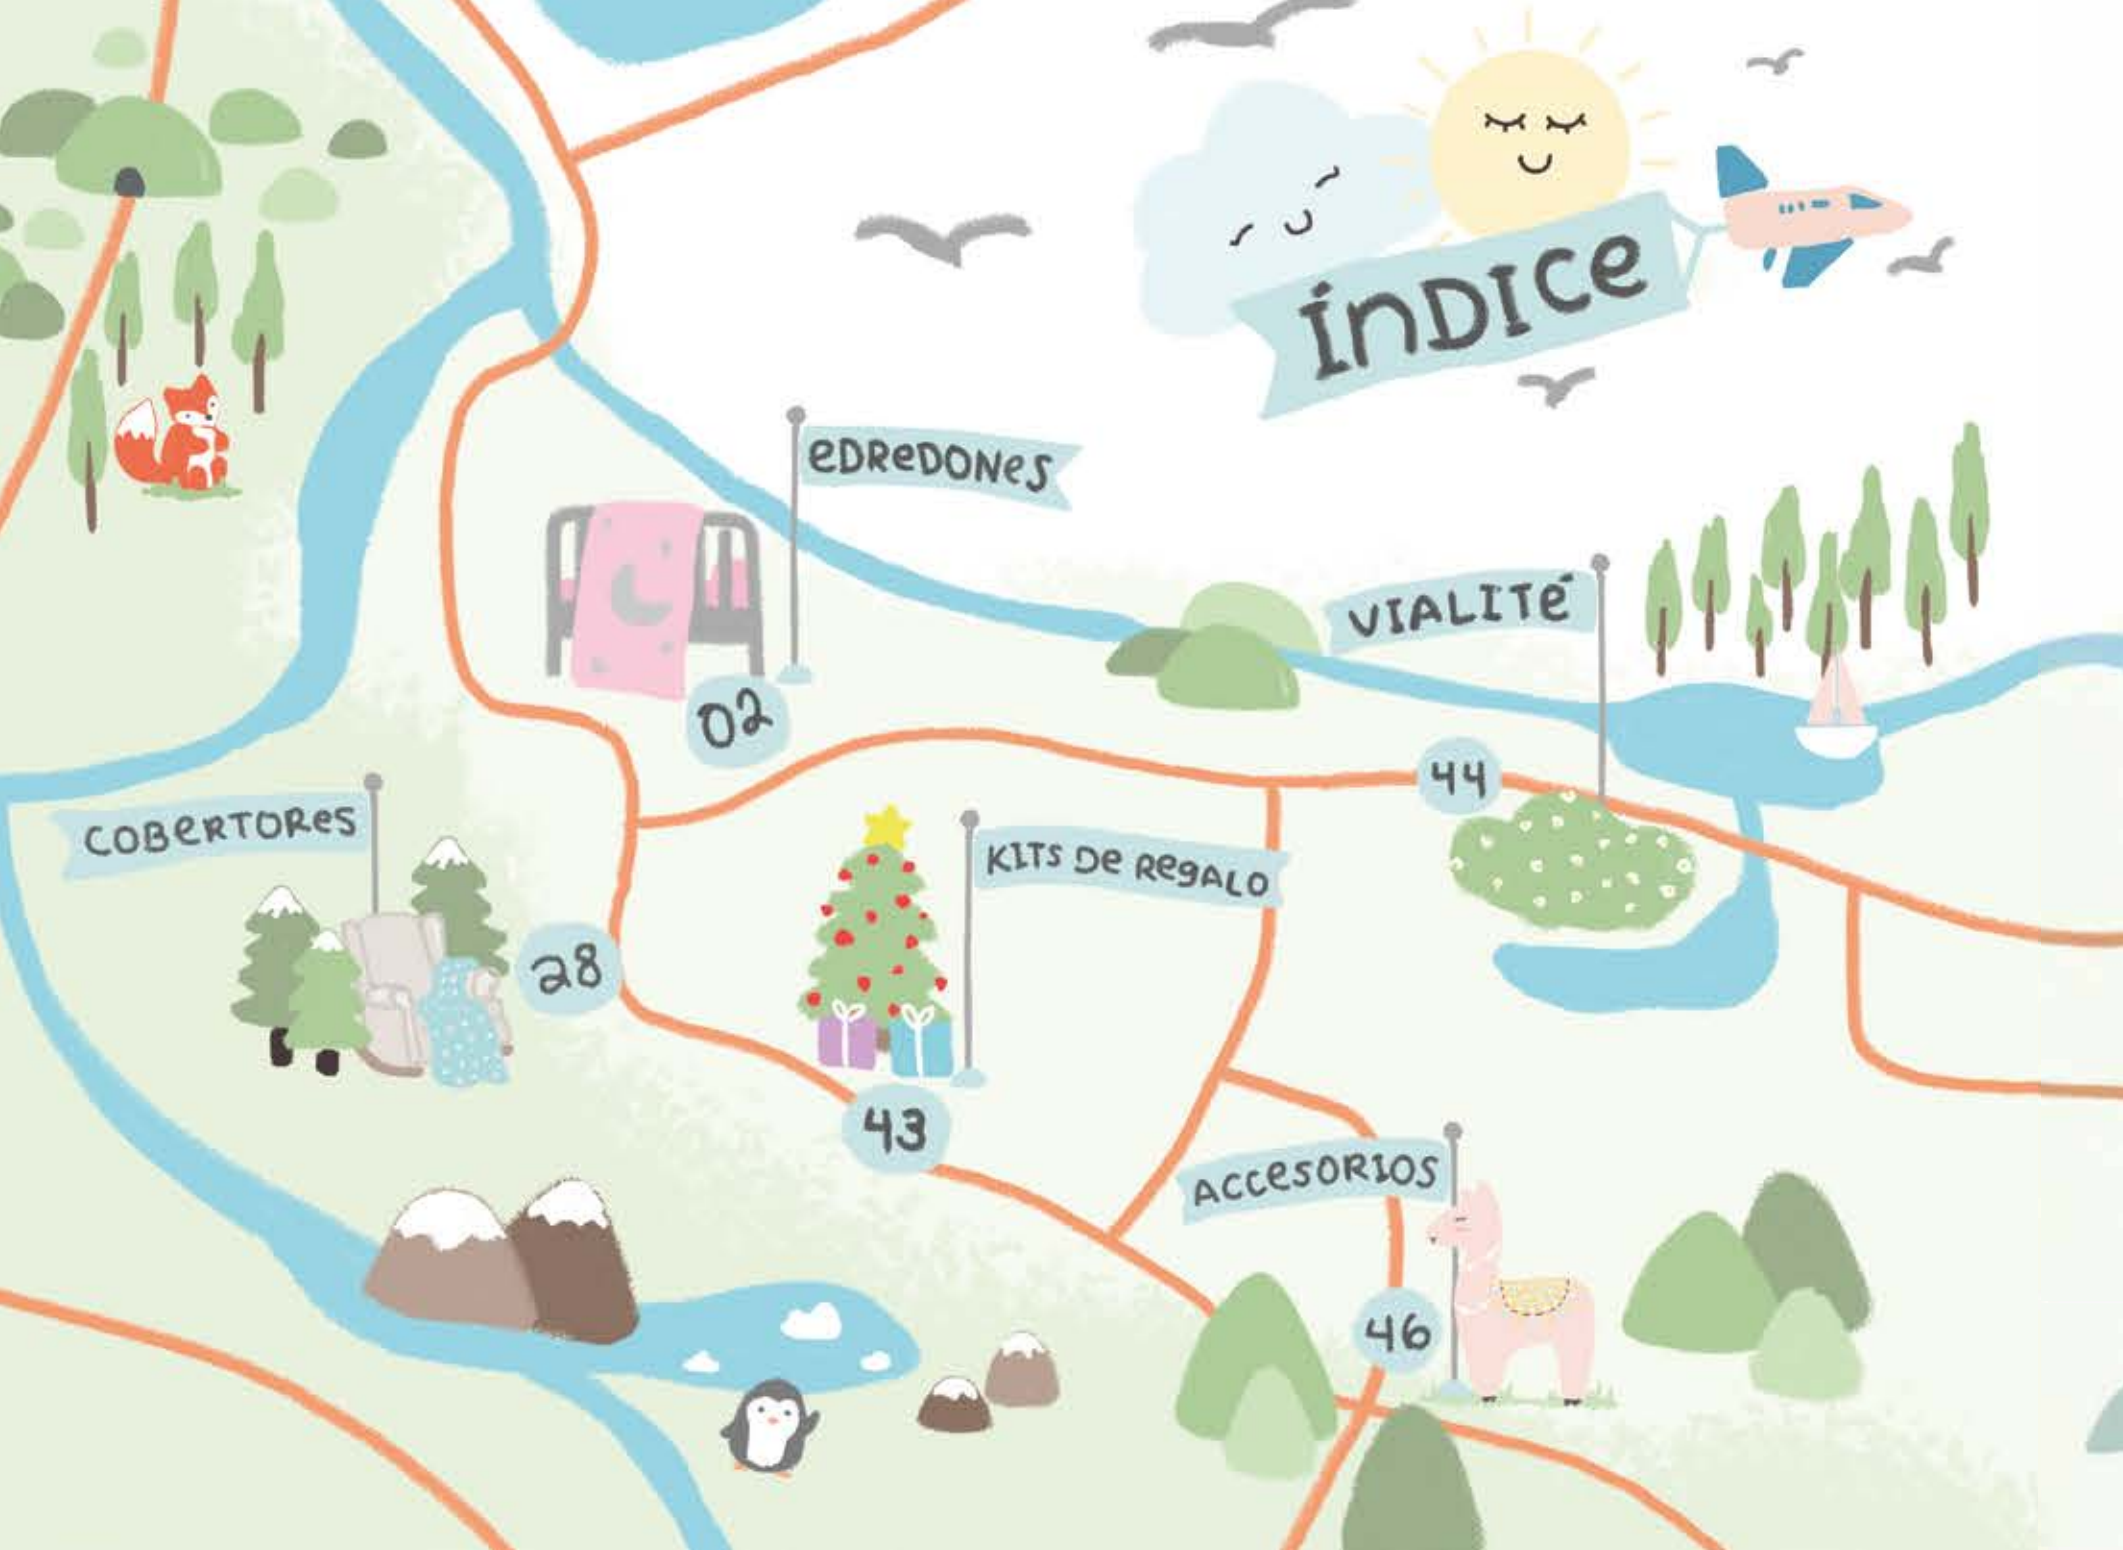 ÍNDICE
EDREDONES
02
VIALITÉ
44
COBERTORES
28
KITS DE REGALO
43
ACCESORIOS
46